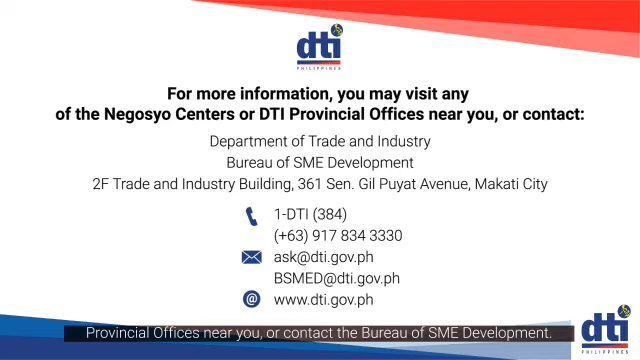 dti
PHILIPPINES
For more information, you may visit any
of the Negosyo Centers or DTI Provincial Offices near you, or contact:
Department of Trade and Industry
Bureau of SME Development
2F Trade and Industry Building, 361 Sen. Gil Puyat Avenue, Makati City
1-DTI (384)
(+63) 917 834 3330
ask@dti.gov.ph
BSMED@dti.gov.ph
@ www.dti.gov.ph
Provincial Offices near you, or contact the Bureau of SME Development.
dti
PHILIPPINES